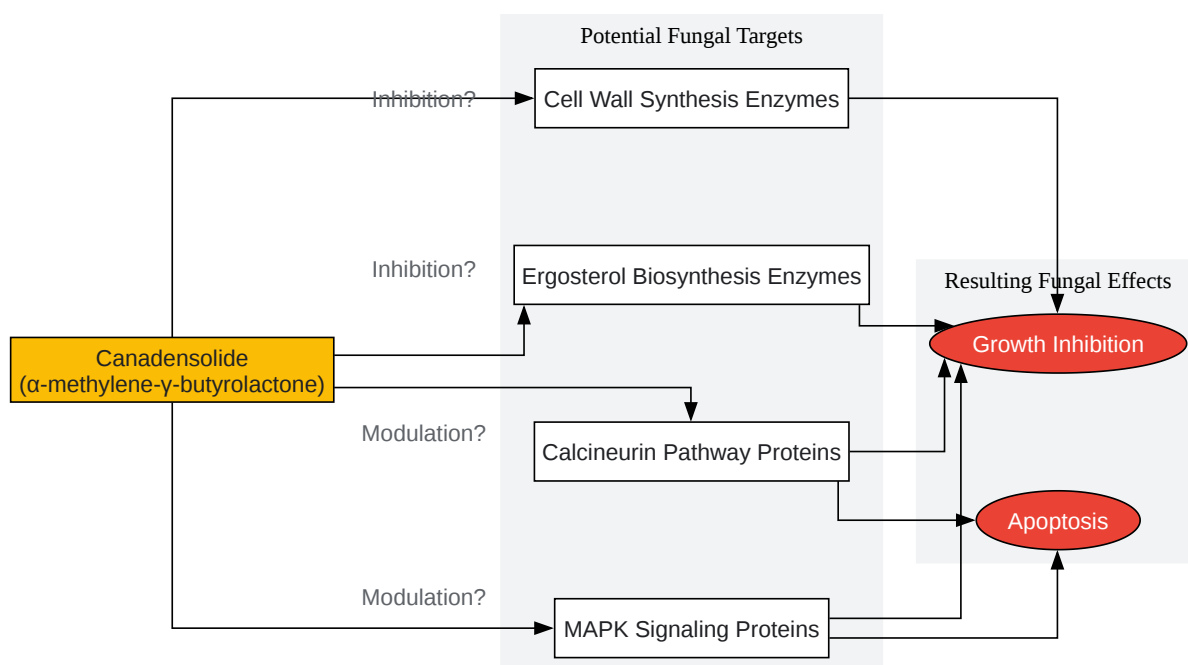 Potential Fungal Targets
Inhibition?
Cell Wall Synthesis Enzymes
Inhibition?
Ergosterol Biosynthesis Enzymes
Resulting Fungal Effects
Growth Inhibition
Canadensolide
(α-methylene-γ-butyrolactone)
Modulation?
Calcineurin Pathway Proteins
Apoptosis
Modulation?
MAPK Signaling Proteins